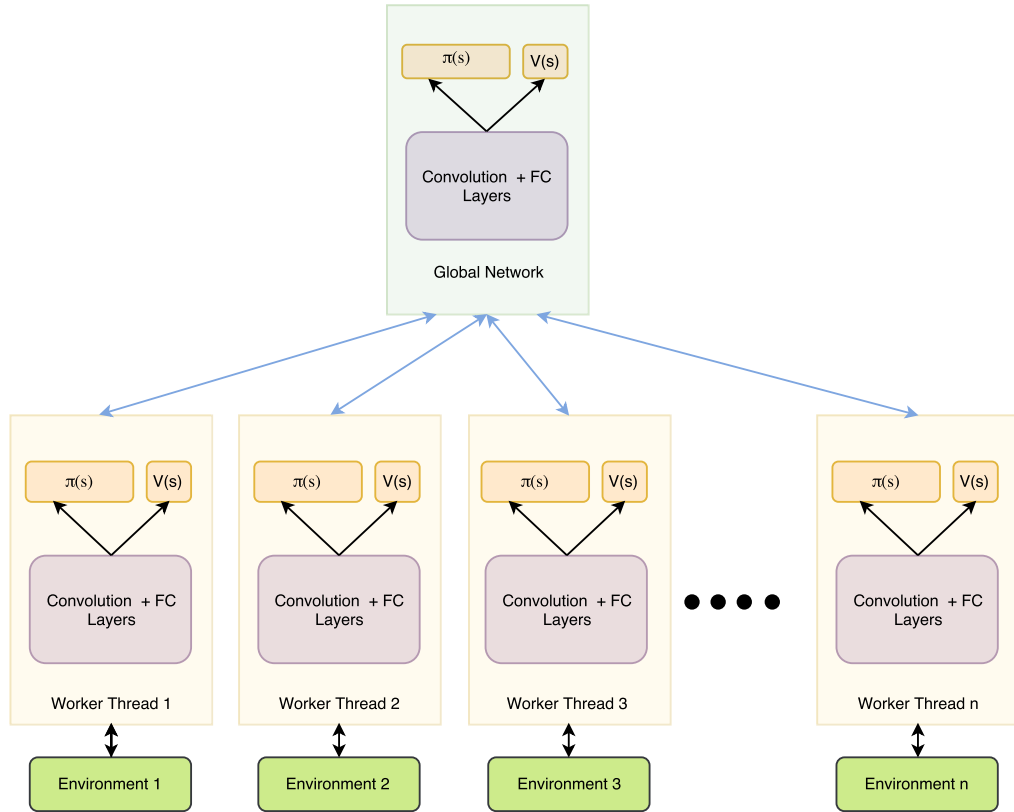 π(s)
V(s)
Convolution + FC
Layers
Global Network
π(s)
V(s)
π(s)
V(s)
π(s)
V(s)
π(s)
V(s)
Convolution + FC
Layers
Convolution + FC
Layers
Convolution + FC
Layers
Convolution + FC
Layers
Worker Thread 1
Worker Thread 2
Worker Thread 3
Worker Thread n
Environment 1
Environment 2
Environment 3
Environment n